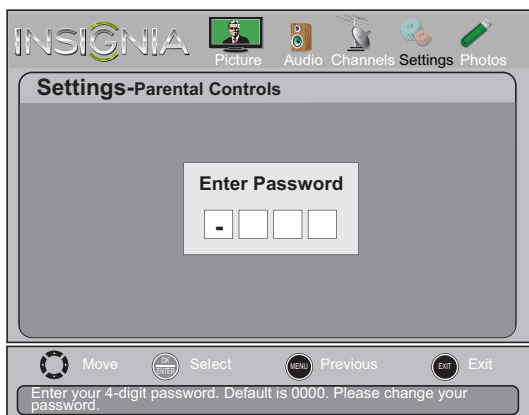 INSIGNIA
Picture Audio Channels Settings Photos
Settings-Parental Controls
Enter Password
-
Move OK ENTER Select MENU Previous EXIT Exit
Enter your 4-digit password. Default is 0000. Please change your
password.